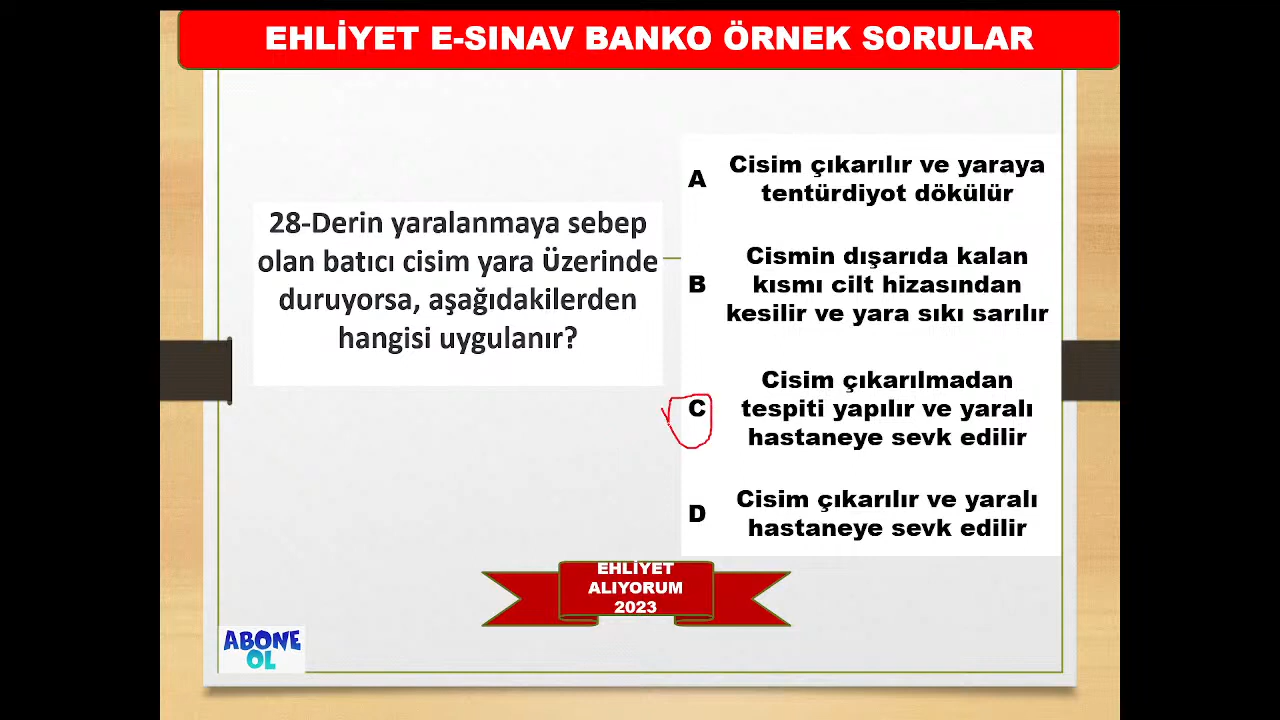 EHLİYET E-SINAV BANKO ÖRNEK SORULAR
28-Derin yaralanmaya sebep
olan batıcı cisim yara Üzerinde
duruyorsa, aşağıdakilerden
hangisi uygulanır?
A
Cisim çıkarılır ve yaraya
tentürdiyot dökülür
B
Cismin dışarıda kalan
kısmı cilt hizasından
kesilir ve yara sıkı sarılır
C
Cisim çıkarılmadan
tespiti yapılır ve yaralı
hastaneye sevk edilir
D
Cisim çıkarılır ve yaralı
hastaneye sevk edilir
EHLİYET
ALIYORUM
2023
ABONE
OL